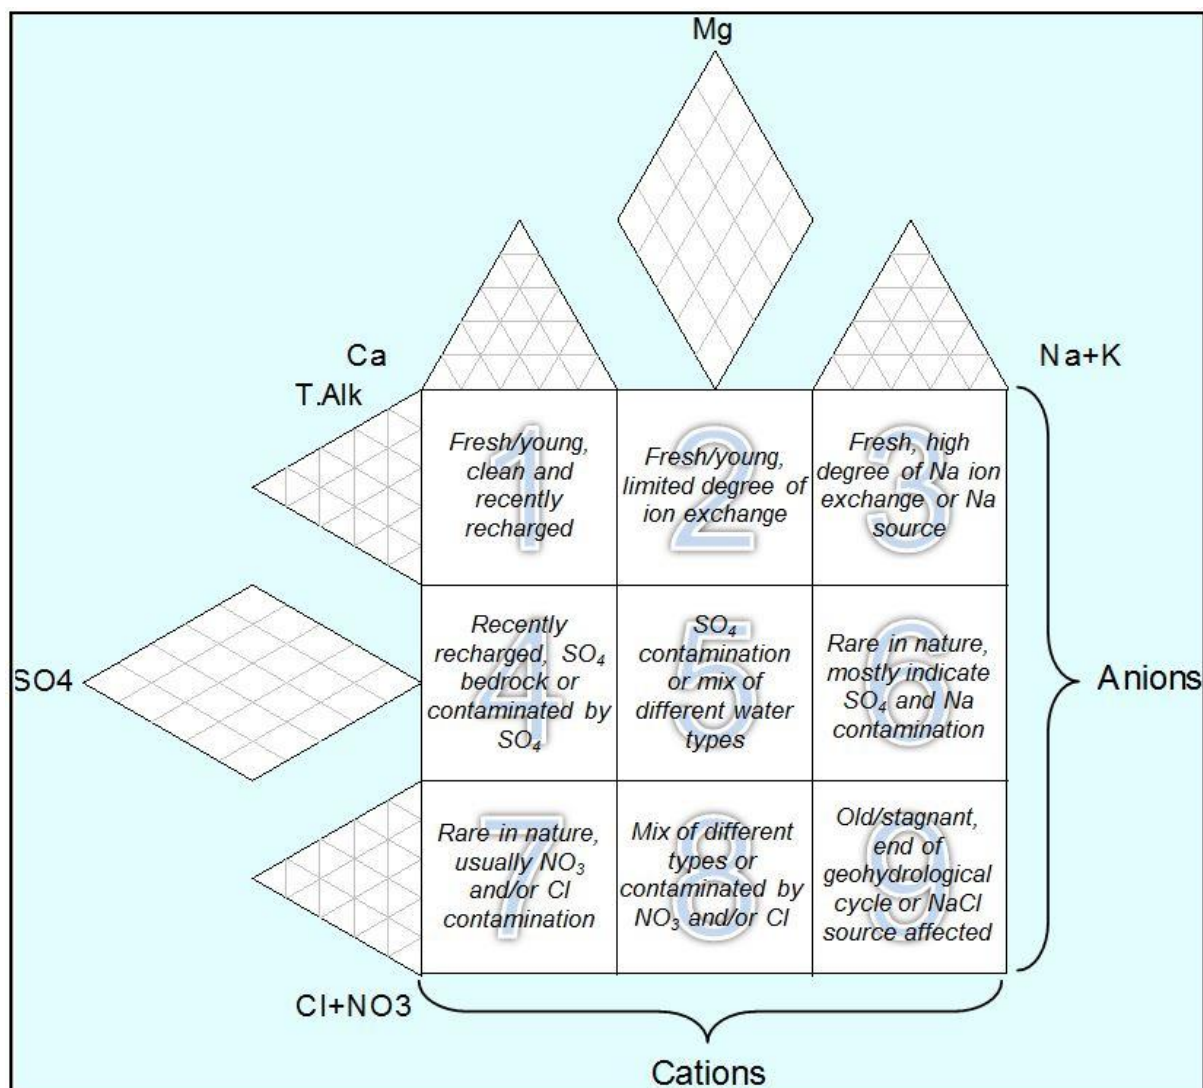 Mg
Ca
Na+K
T.Alk
1
Fresh/young,
clean and
recently
recharged
2
Fresh/young,
limited degree of
ion exchange
3
Fresh, high
degree of Na ion
exchange or Na
source
SO4
4
Recently
recharged, SO₄
bedrock or
contaminated by
SO₄
5
SO₄
contamination
or mix of
different water
types
6
Rare in nature,
mostly indicate
SO₄ and Na
contamination
Anions
7
Rare in nature,
usually NO₃
and/or Cl
contamination
8
Mix of different
types or
contaminated by
NO₃ and/or Cl
9
Old/stagnant,
end of
geohydrological
cycle or NaCl
source affected
Cl+NO3
Cations